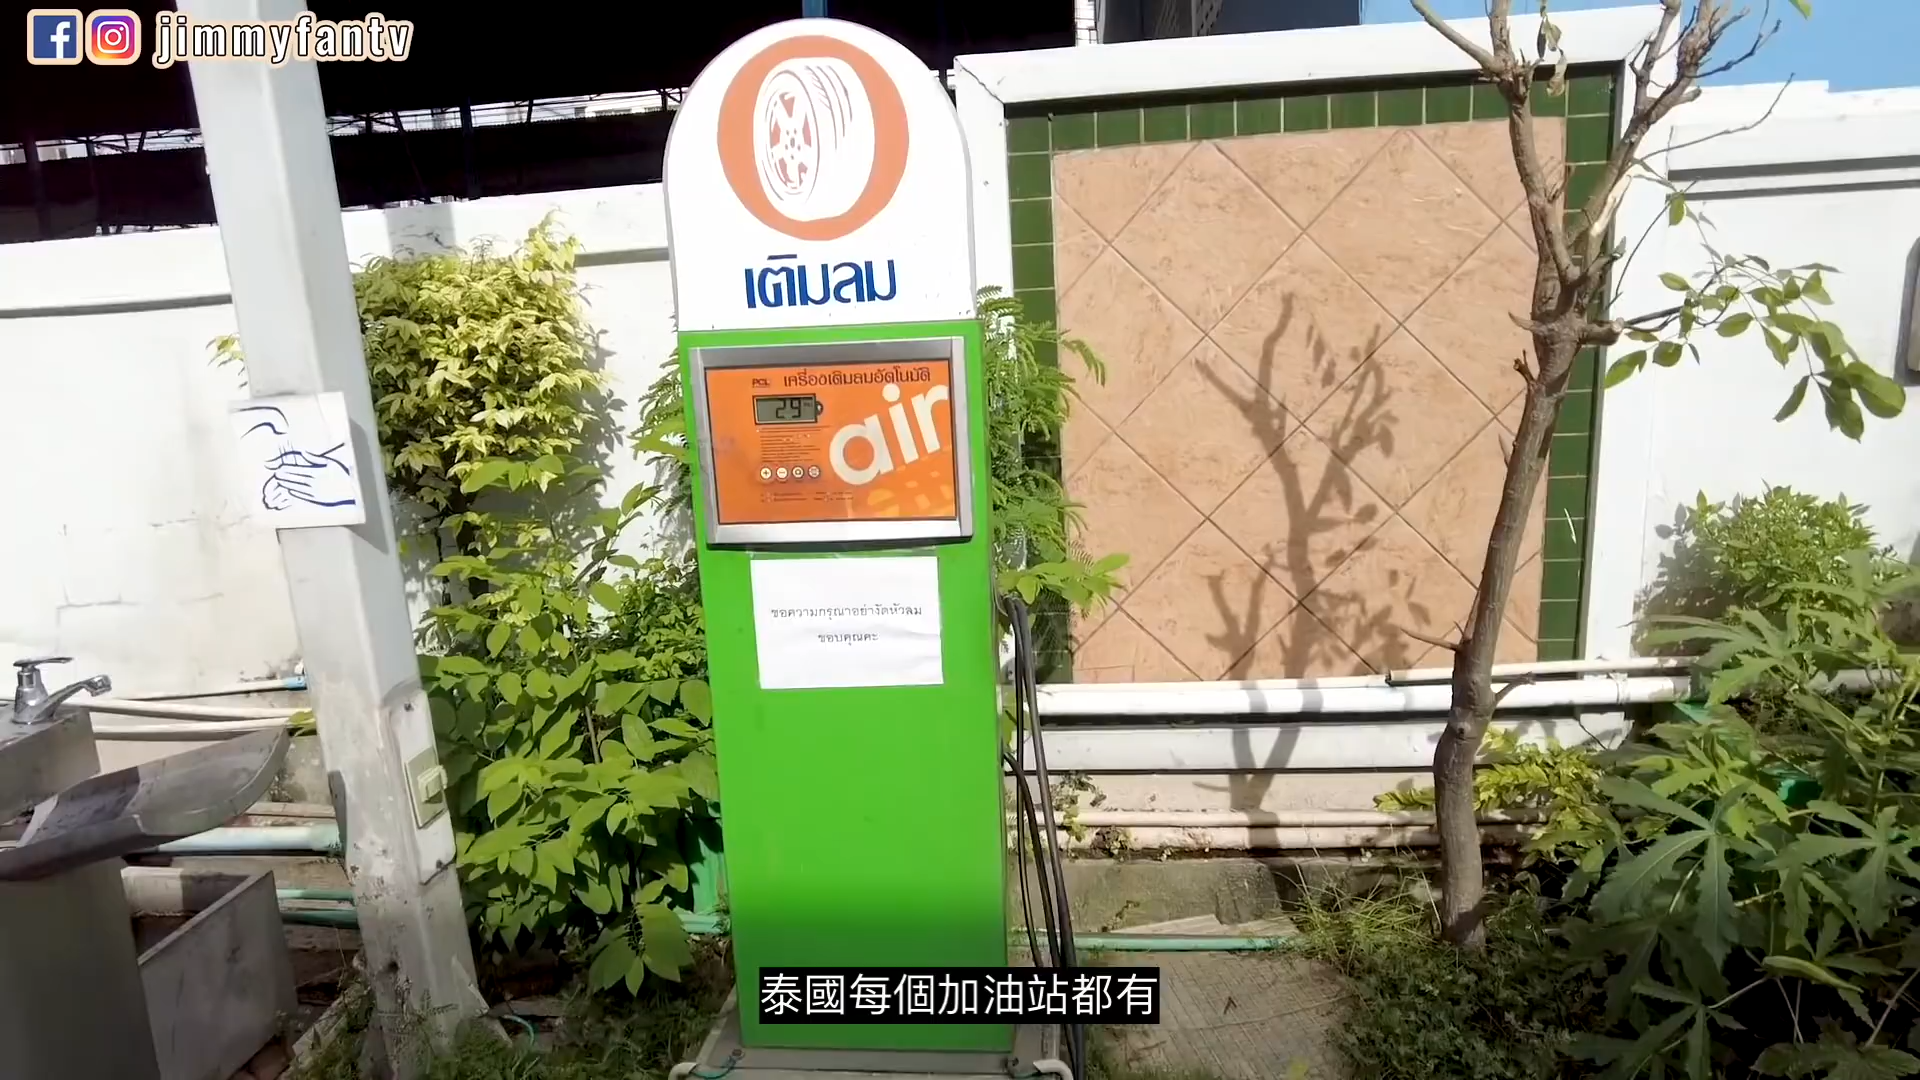 jimmyfantv
เติมลม
PCL เครื่องเติมลมอัตโนมัติ
29
air
ขอความกรุณาอย่างัดหัวลม
ขอบคุณคะ
泰國每個加油站都有